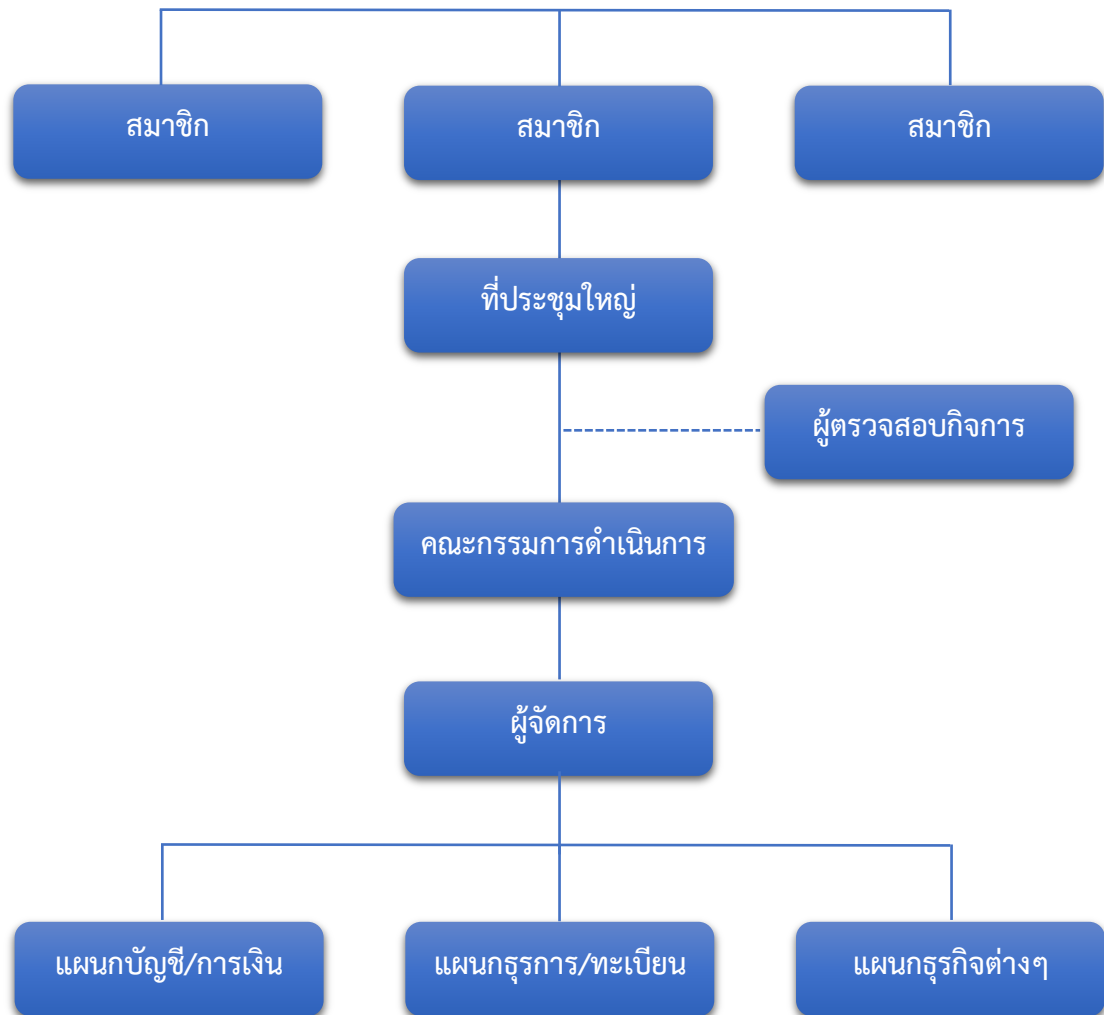 สมาชิก
สมาชิก
สมาชิก
ที่ประชุมใหญ่
ผู้ตรวจสอบกิจการ
คณะกรรมการดำเนินการ
ผู้จัดการ
แผนกบัญชี/การเงิน
แผนกธุรการ/ทะเบียน
แผนกธุรกิจต่างๆ